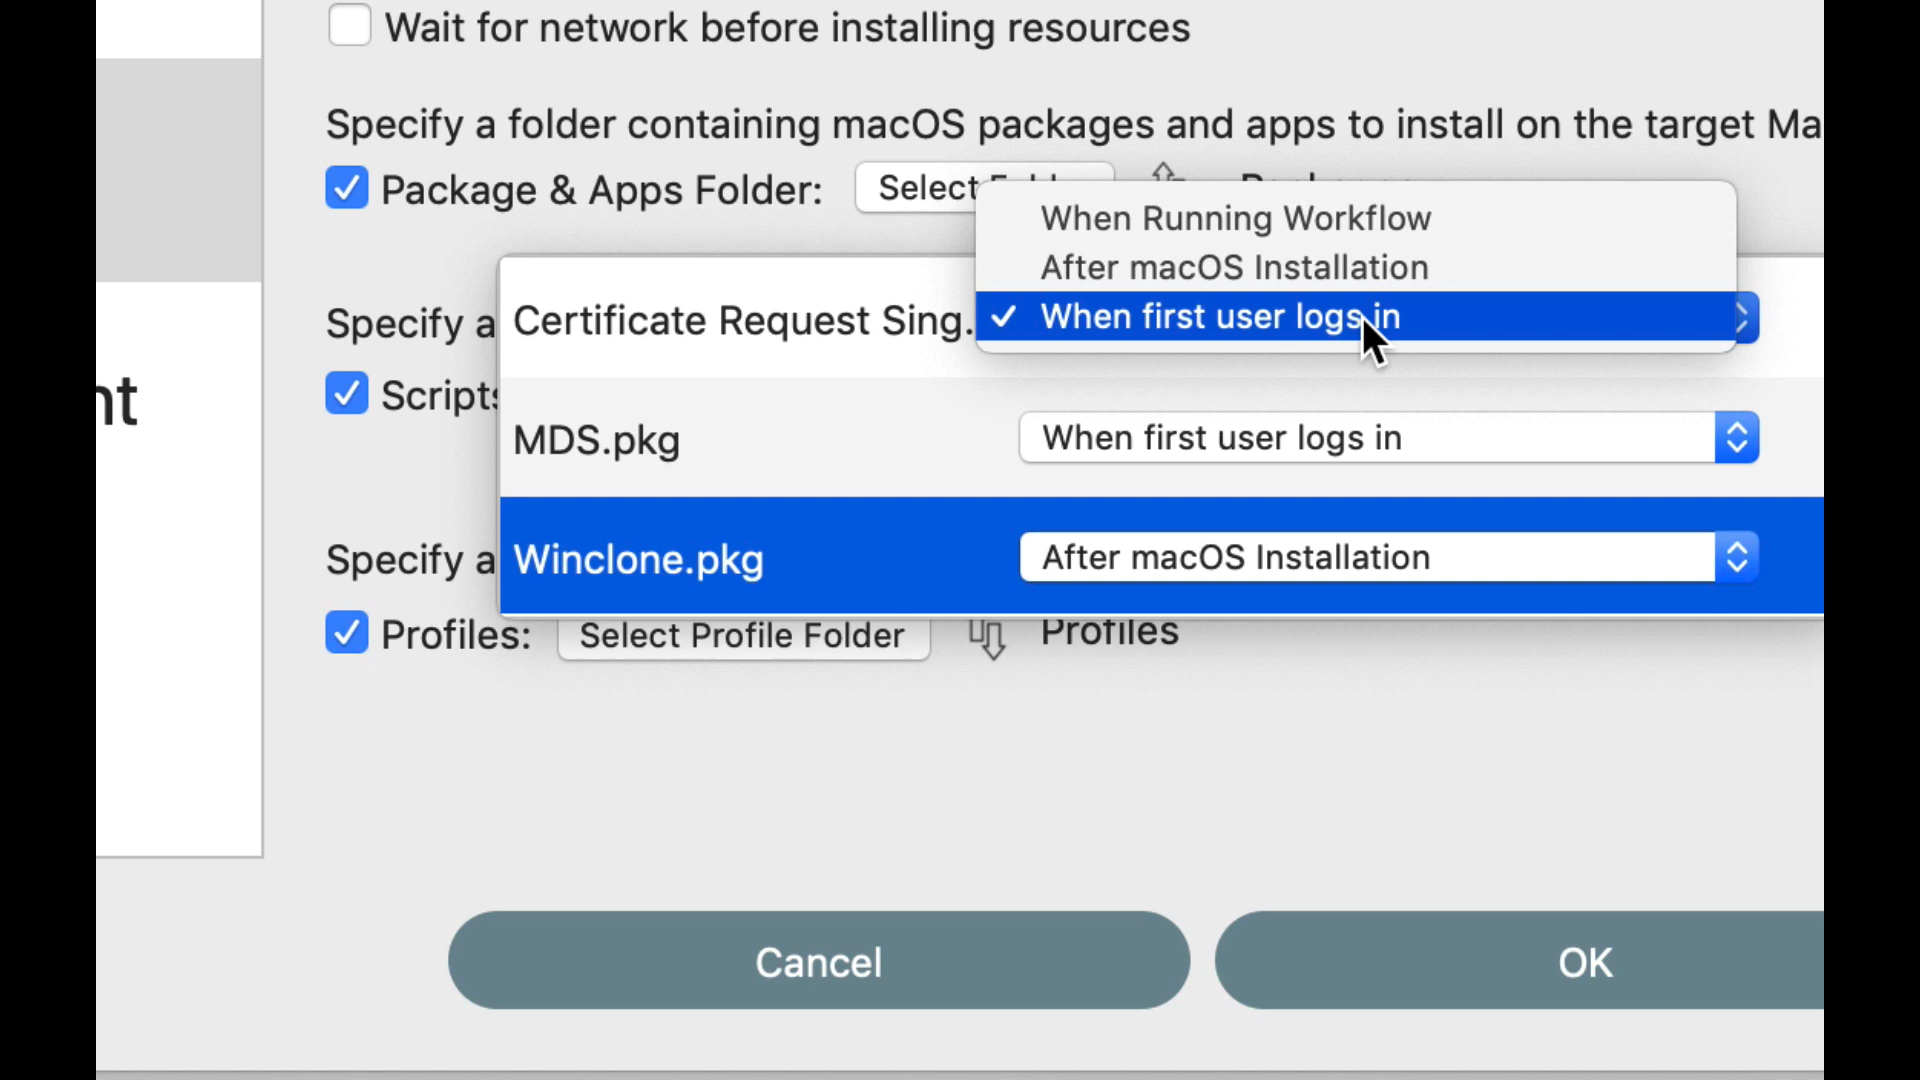 Wait for network before installing resources
Specify a folder containing macOS packages and apps to install on the target Ma
Package & Apps Folder: Select
When Running Workflow
After macOS Installation
Specify a Certificate Request Sing. When first user logs in
nt
Scripts
MDS.pkg When first user logs in
Specify a Winclone.pkg After macOS Installation
Profiles: Select Profile Folder Profiles
Cancel OK